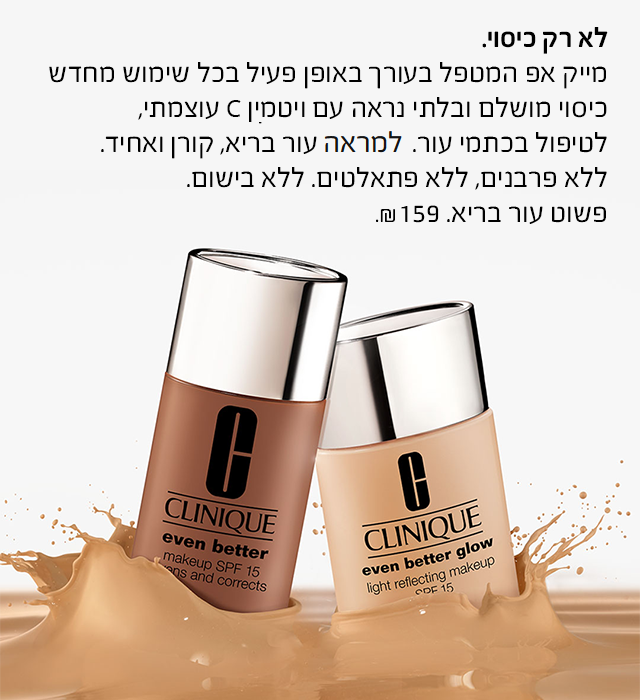 לא רק כיסוי.
מייק אפ המטפל בעורך באופן פעיל בכל שימוש מחדש
כיסוי מושלם ובלתי נראה עם ויטמין C עוצמתי,
לטיפול בכתמי עור. למראה עור בריא, קורן ואחיד.
ללא פרבנים, ללא פתאלטים. ללא בישום.
פשוט עור בריא. 159₪.
CLINIQUE
even better
makeup SPF 15
and corrects
CLINIQUE
even better glow
light reflecting makeup
SPF 15